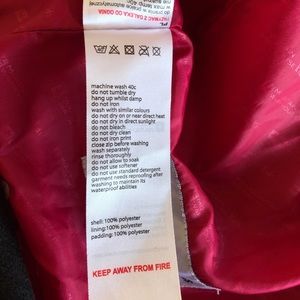 machine wash 40c
do not tumble dry
hang up whilst damp
do not iron
wash with similar colours
do not dry on or near direct heat
do not dry in direct sunlight
do not bleach
do not dry clean
do not iron print
close zip before washing
wash separately
rinse thoroughly
do not allow to soak
do not use softener
do not use standard detergent
garment needs reproofing after
washing to maintain its
waterproof abilities
shell: 100% polyester
lining: 100% polyester
padding: 100% polyester
KEEP AWAY FROM FIRE